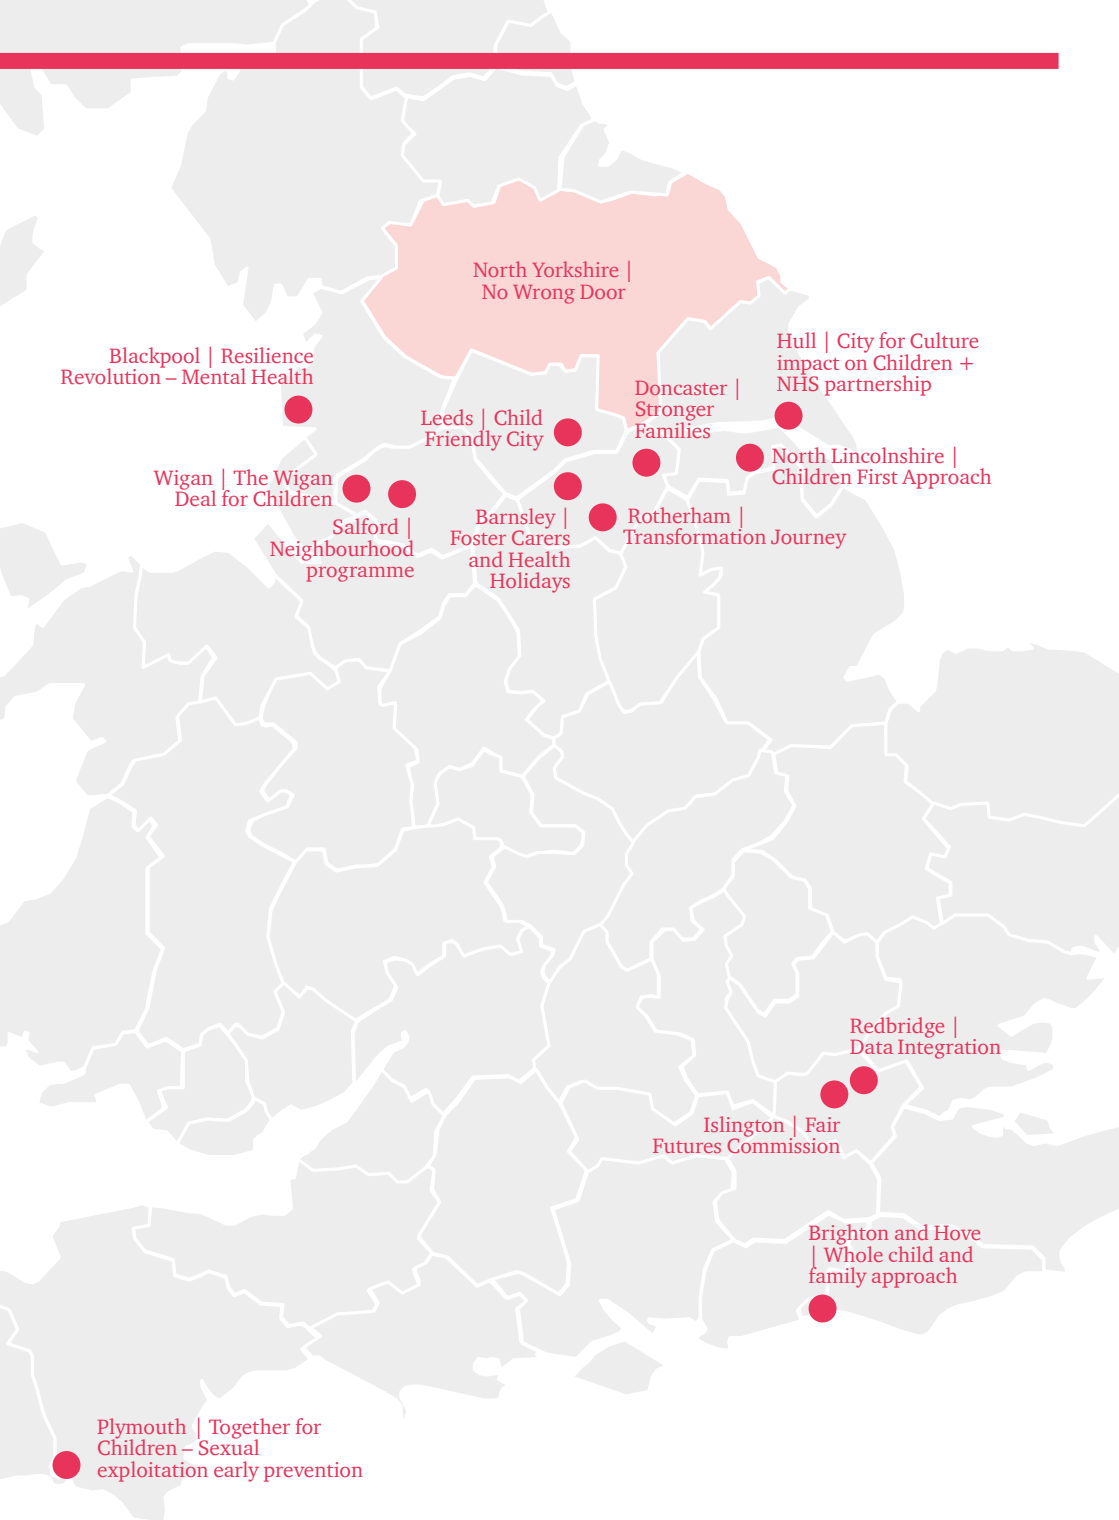 North Yorkshire |
No Wrong Door
Blackpool | Resilience
Revolution – Mental Health
Hull | City for Culture
impact on Children +
NHS partnership
Doncaster |
Stronger
Families
Leeds | Child
Friendly City
North Lincolnshire |
Children First Approach
Wigan | The Wigan
Deal for Children
Salford |
Neighbourhood
programme
Barnsley |
Foster Carers
and Health
Holidays
Rotherham |
Transformation Journey
Redbridge |
Data Integration
Islington | Fair
Futures Commission
Brighton and Hove
| Whole child and
family approach
Plymouth | Together for
Children – Sexual
exploitation early prevention